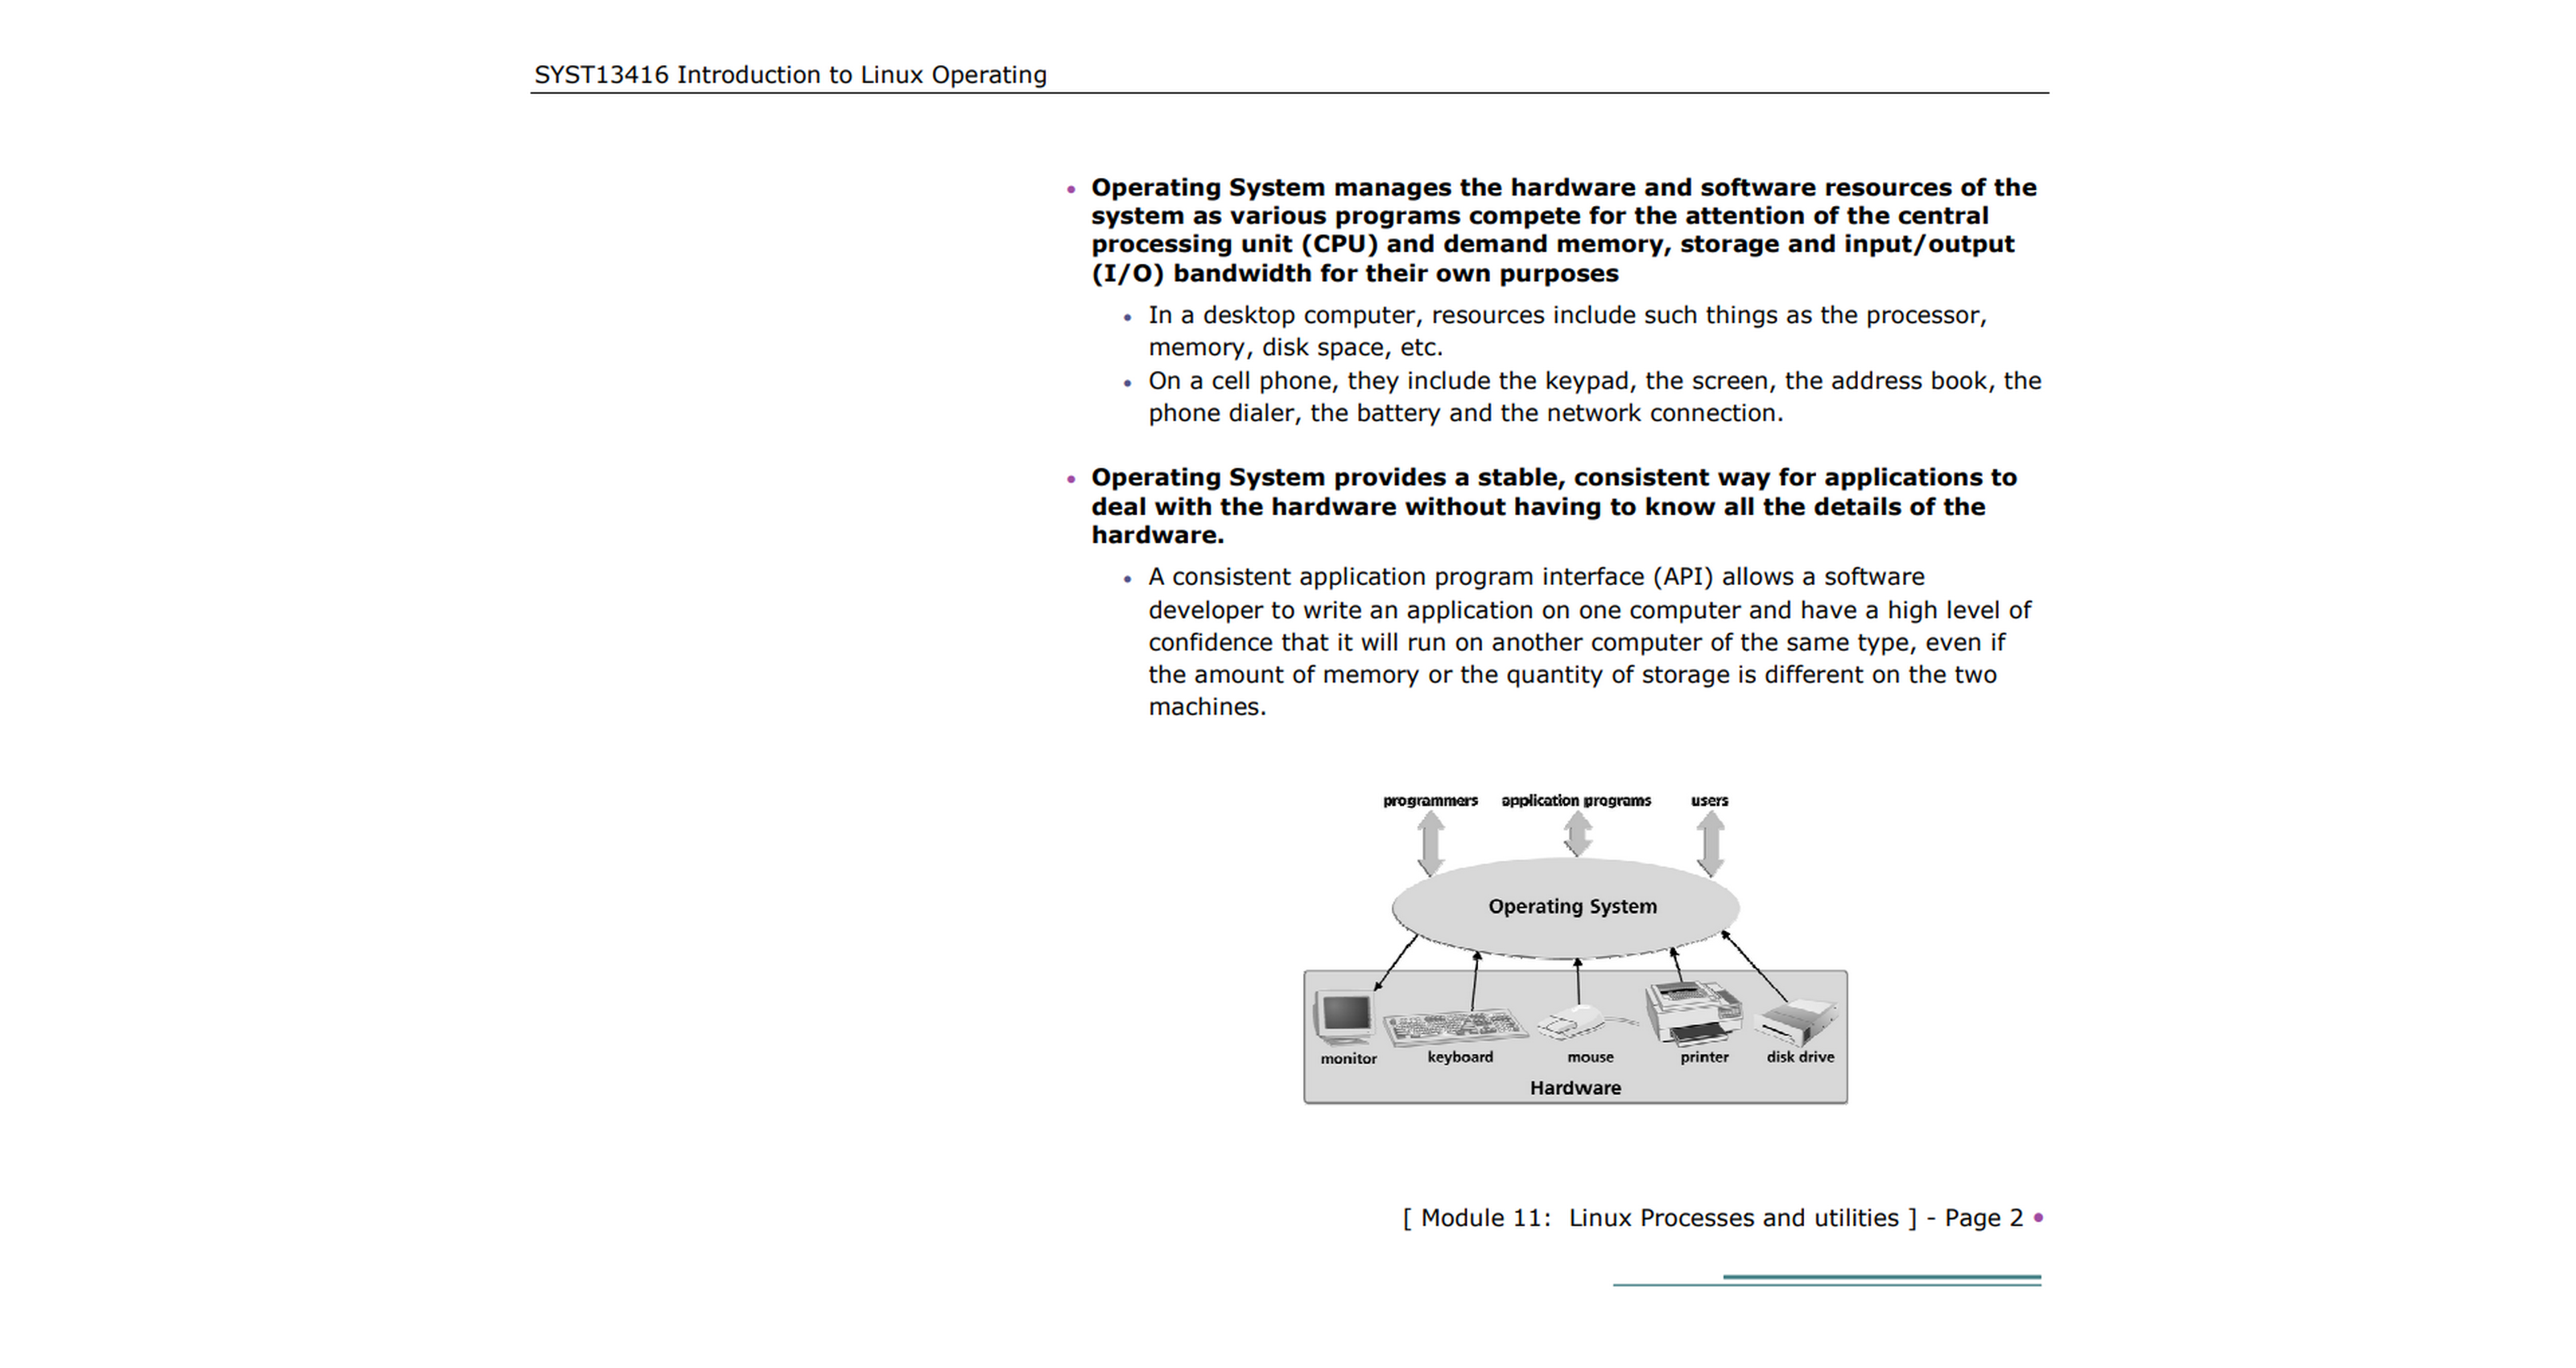 SYST13416 Introduction to Linux Operating
• Operating System manages the hardware and software resources of the
system as various programs compete for the attention of the central
processing unit (CPU) and demand memory, storage and input/output
(I/O) bandwidth for their own purposes
• In a desktop computer, resources include such things as the processor,
memory, disk space, etc.
• On a cell phone, they include the keypad, the screen, the address book, the
phone dialer, the battery and the network connection.
• Operating System provides a stable, consistent way for applications to
deal with the hardware without having to know all the details of the
hardware.
• A consistent application program interface (API) allows a software
developer to write an application on one computer and have a high level of
confidence that it will run on another computer of the same type, even if
the amount of memory or the quantity of storage is different on the two
machines.
programmers application programs users
Operating System
monitor keyboard mouse printer disk drive
Hardware
[ Module 11: Linux Processes and utilities ] - Page 2 •